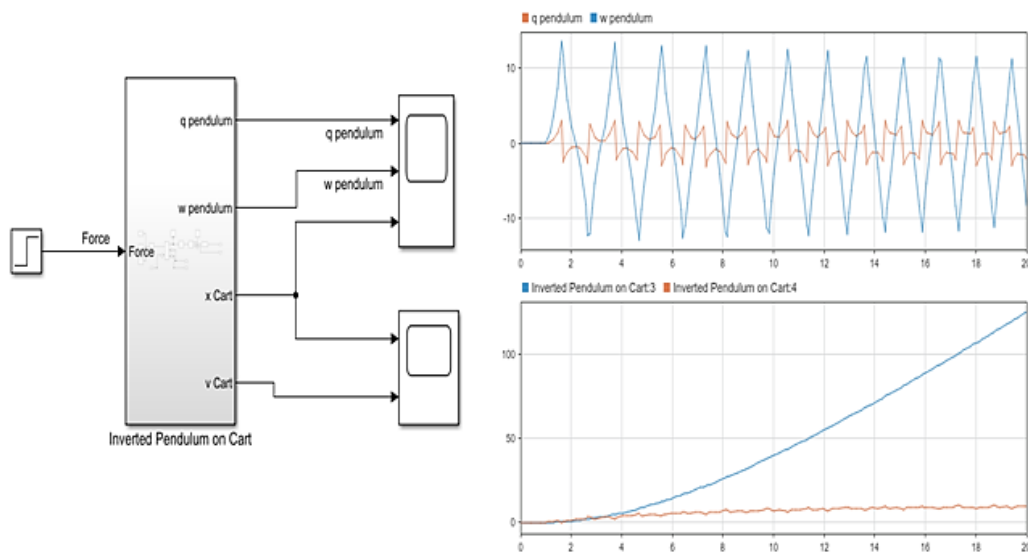 q pendulum
q pendulum
w pendulum
w pendulum
Force
Force
x Cart
v Cart
Inverted Pendulum on Cart
q pendulum w pendulum
10
0
-10
0 2 4 6 8 10 12 14 16 18 20
Inverted Pendulum on Cart:3 Inverted Pendulum on Cart:4
100
50
0
0 2 4 6 8 10 12 14 16 18 20